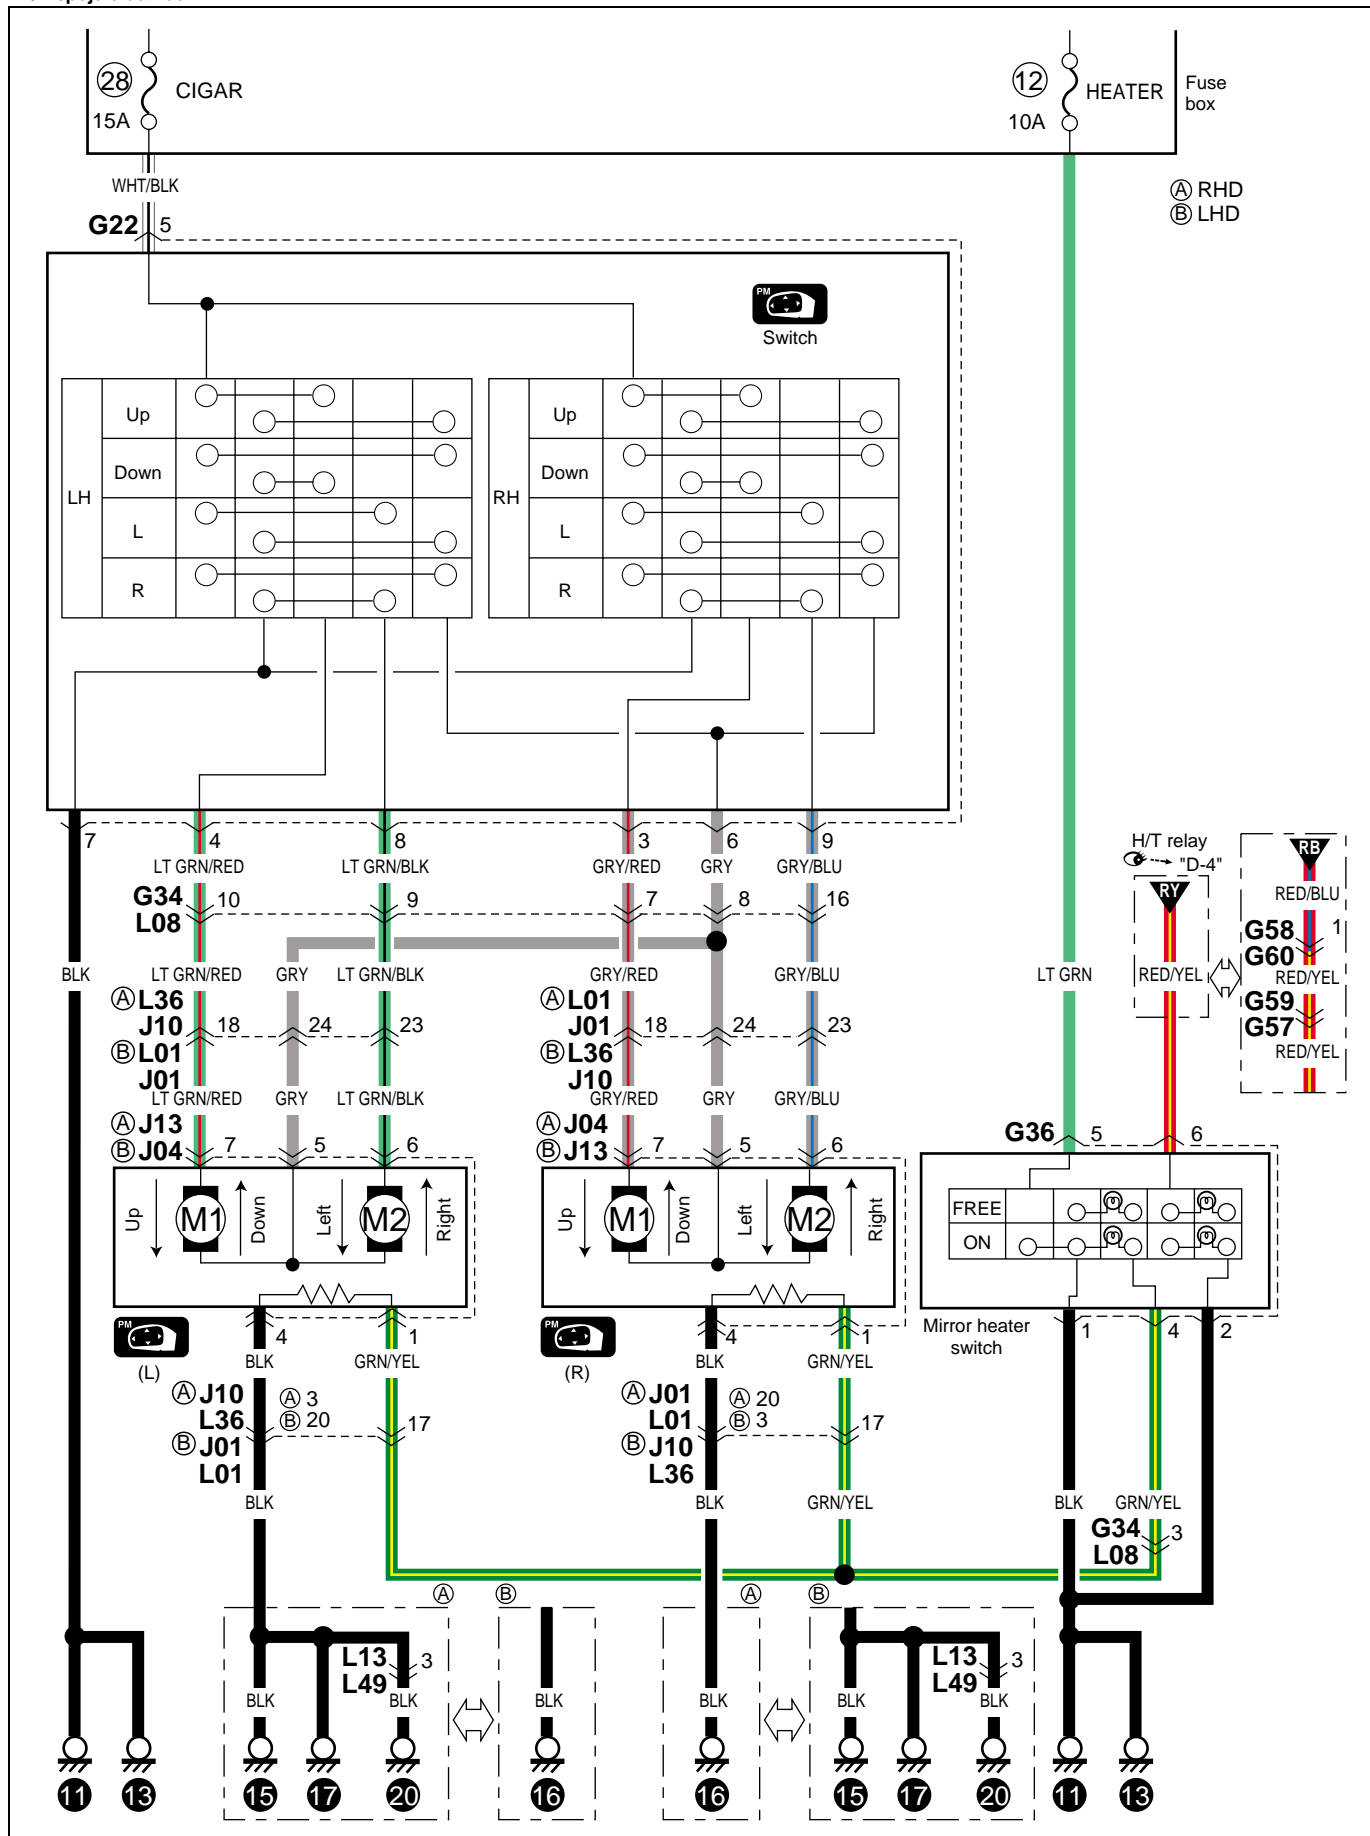 28
CIGAR
15A
12
HEATER
10A
Fuse
box
WHT/BLK
G22 5
Ⓐ RHD
Ⓑ LHD
PM
Switch
LH
Up
Down
L
R
RH
Up
Down
L
R
7 4 8 3 6 9
LT GRN/RED LT GRN/BLK GRY/RED GRY GRY/BLU
G34
L08
10 9 7 8 16
H/T relay
"D-4"
RY
RB
RED/BLU
G58 1
G60
RED/YEL
G59
G57
RED/YEL
BLK LT GRN/RED GRY LT GRN/BLK GRY/RED GRY/BLU LT GRN RED/YEL
Ⓐ L36
J10
Ⓑ L01
J01
18 24 23
Ⓐ L01
J01
Ⓑ L36
J10
18 24 23
LT GRN/RED GRY LT GRN/BLK GRY/RED GRY GRY/BLU
Ⓐ J13
Ⓑ J04
7 5 6
Ⓐ J04
Ⓑ J13
7 5 6
G36 5 6
Up M1 Down Left M2 Right
Up M1 Down Left M2 Right
FREE
ON
PM
(L)
4 1
PM
(R)
4 1
Mirror heater
switch
1 4 2
BLK GRN/YEL BLK GRN/YEL
Ⓐ J10
L36
Ⓑ J01
L01
Ⓐ 3
Ⓑ 20
17
Ⓐ J01
L01
Ⓑ J10
L36
Ⓐ 20
Ⓑ 3
17
BLK BLK GRN/YEL BLK GRN/YEL
G34
L08
3
Ⓐ Ⓑ Ⓐ Ⓑ
L13
L49
3
L13
L49
3
BLK BLK BLK BLK BLK BLK
11 13 15 17 20 16 16 15 17 20 11 13